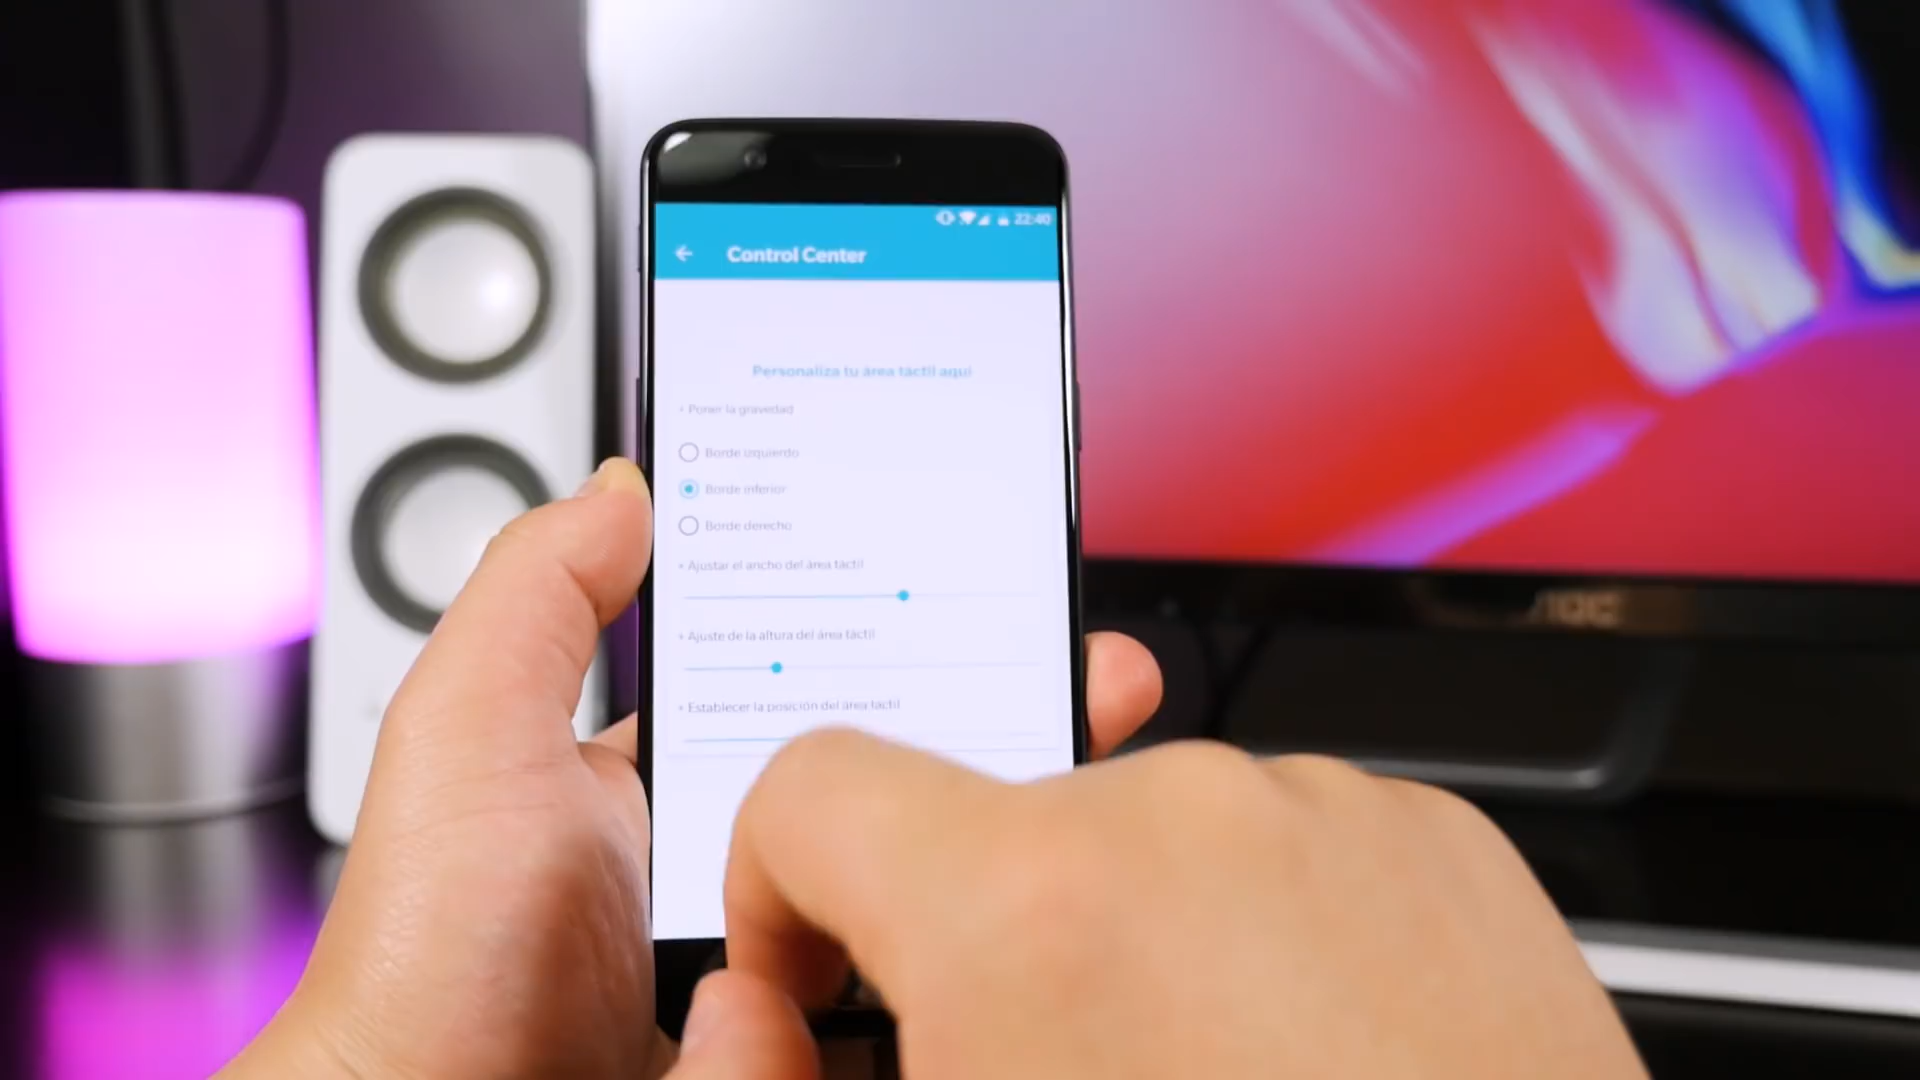 22:40
Control Center
Personaliza tu área táctil aquí
• Poner la gravedad
Borde izquierdo
Borde inferior
Borde derecho
• Ajustar el ancho del área táctil
• Ajuste de la altura del área táctil
• Establecer la posición del área táctil
AOC